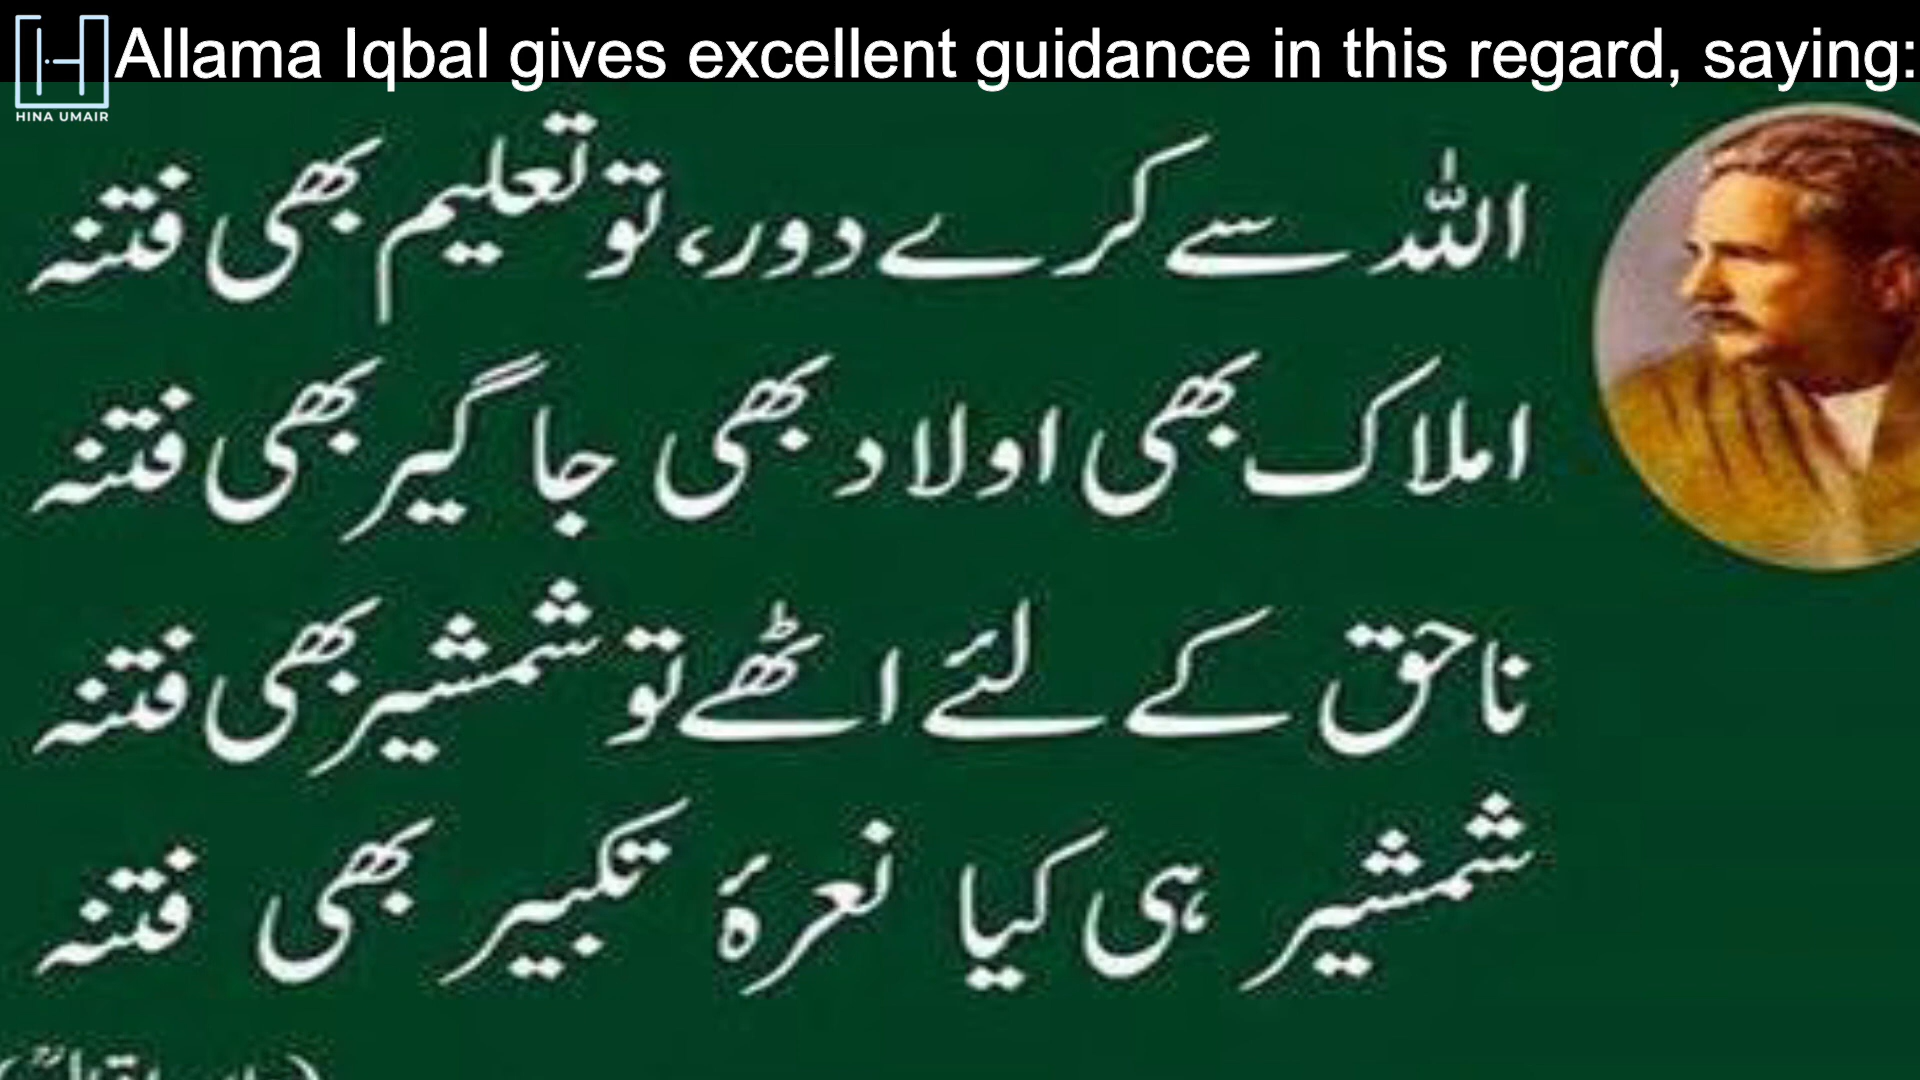 Allama Iqbal gives excellent guidance in this regard, saying:
HINA UMAIR
اللہ سے کرے دور، تو تعلیم بھی فتنہ
املاک بھی اولاد بھی جاگیر بھی فتنہ
ناحق کے لئے اٹھے تو شمشیر بھی فتنہ
شمشیر ہی کیا نعرۂ تکبیر بھی فتنہ